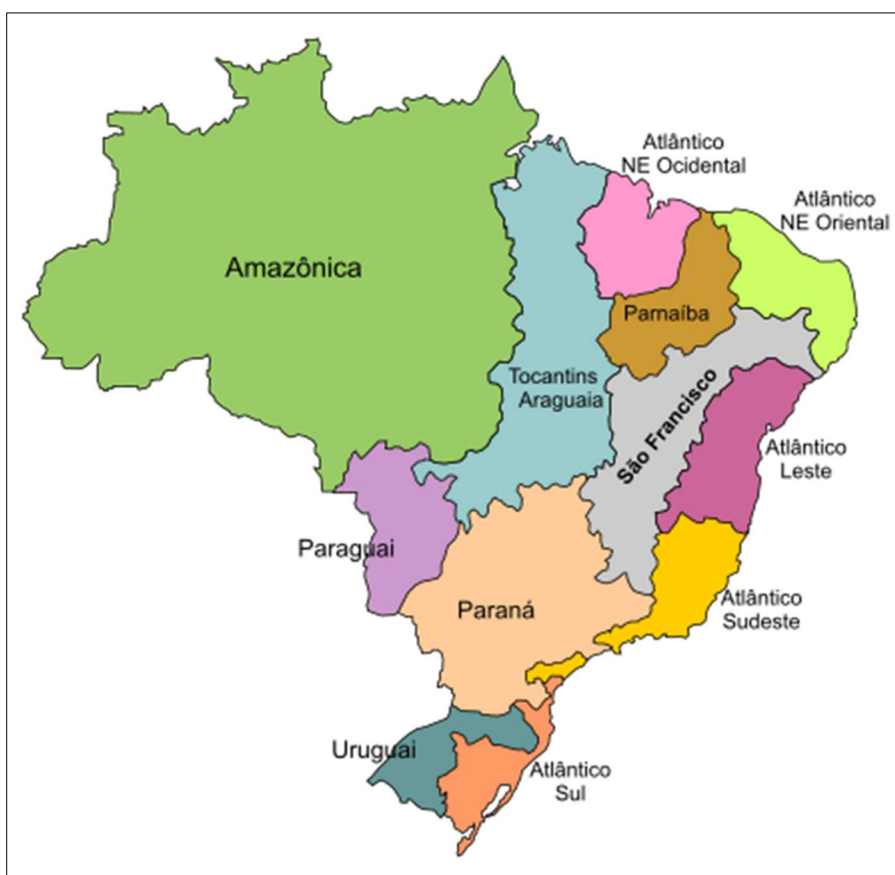 Atlântico
NE Ocidental
Atlântico
NE Oriental
Amazônica
Parnaíba
Tocantins
Araguaia
São Francisco
Atlântico
Leste
Paraguai
Paraná
Atlântico
Sudeste
Uruguai
Atlântico
Sul